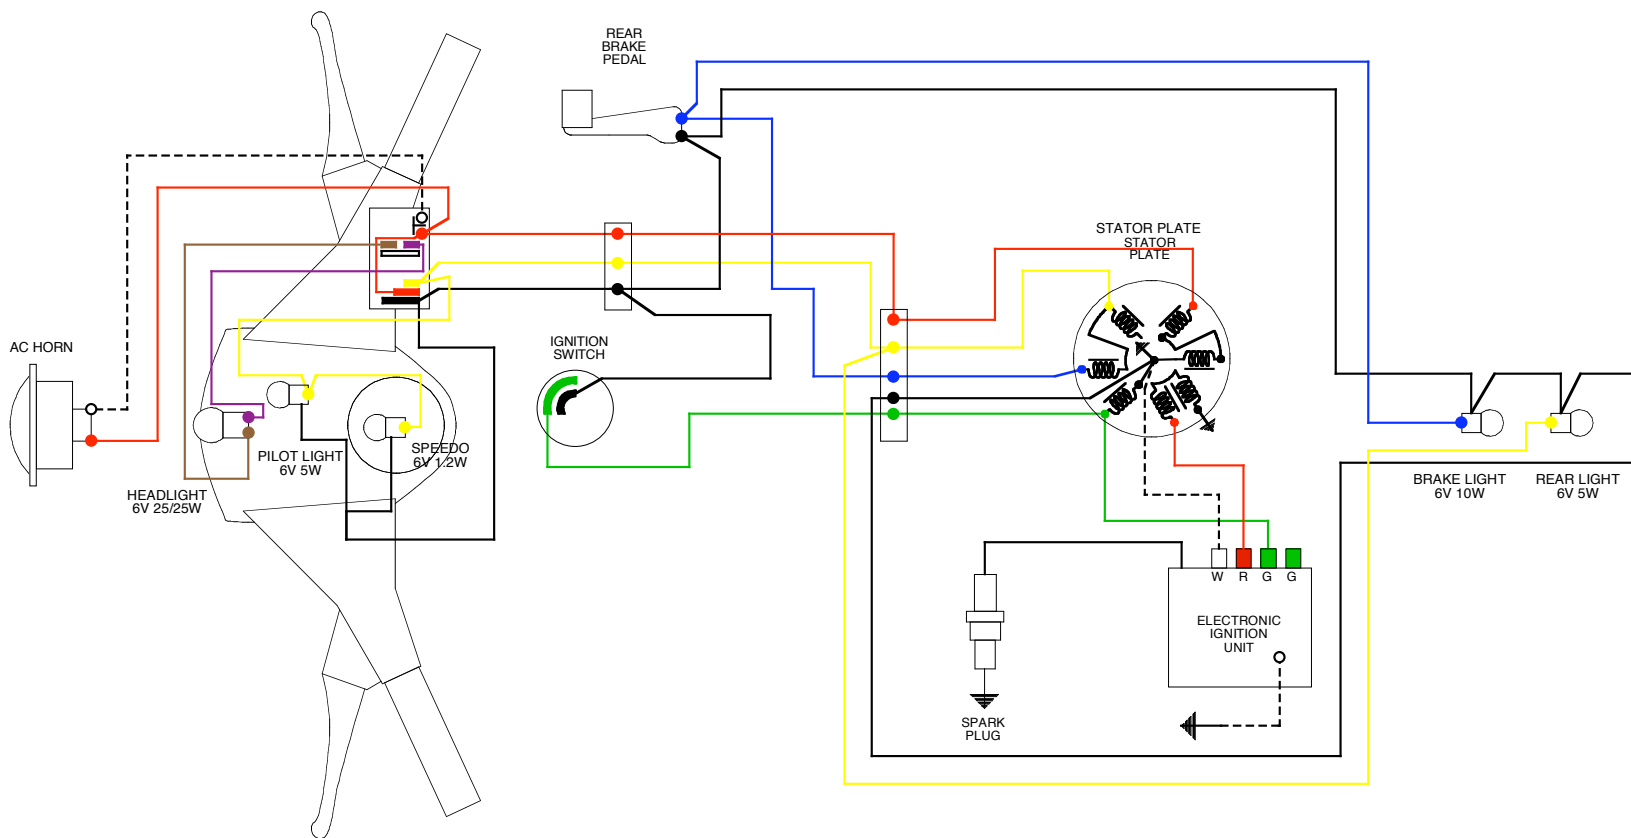 REAR
BRAKE
PEDAL
STATOR PLATE
STATOR
PLATE
AC HORN
IGNITION
SWITCH
PILOT LIGHT
6V 5W
SPEEDO
6V 1.2W
HEADLIGHT
6V 25/25W
BRAKE LIGHT
6V 10W
REAR LIGHT
6V 5W
W R G G
ELECTRONIC
IGNITION
UNIT
SPARK
PLUG